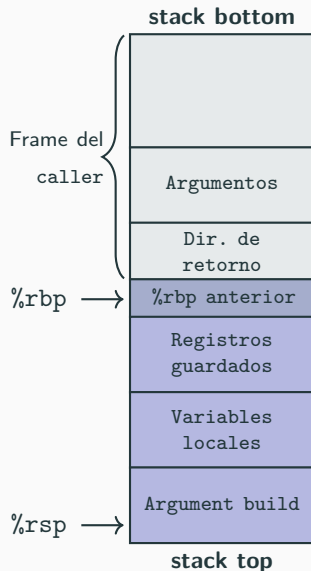 stack bottom
Frame del
caller
Argumentos
Dir. de
retorno
%rbp
%rbp anterior
Registros
guardados
Variables
locales
Argument build
%rsp
stack top